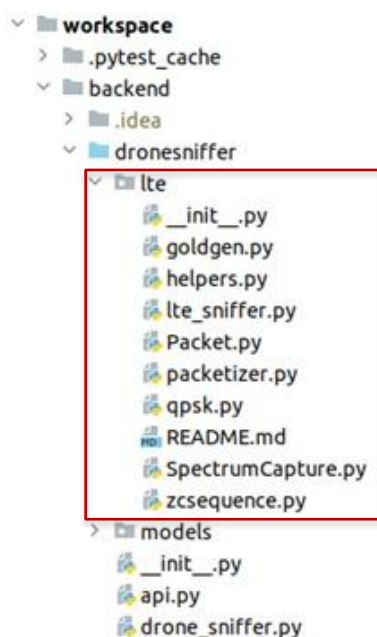 workspace
.pytest_cache
backend
.idea
dronesniffer
lte
__init__.py
goldgen.py
helpers.py
lte_sniffer.py
Packet.py
packetizer.py
qpsk.py
MD README.md
SpectrumCapture.py
zcsequence.py
models
__init__.py
api.py
drone_sniffer.py